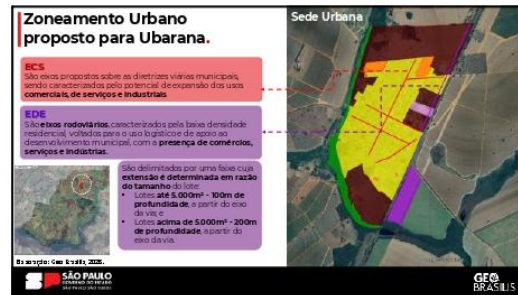 Zoneamento Urbano
proposto para Ubarana.
Sede Urbana
ECS
São eixos propostos sobre as diretrizes viárias municipais,
sendo caracterizados pelo potencial de expansão dos usos
comerciais, de serviços e industriais.
EDE
São eixos rodoviários, caracterizados pela baixa densidade
residencial, voltados para o uso logístico e de apoio ao
desenvolvimento municipal, com a presença de comércios,
serviços e indústrias.
São delimitados por uma faixa cuja
extensão é determinada em razão
do tamanho do lote:
• Lotes até 5.000m² - 100m de
profundidade, a partir do eixo
da via; e
• Lotes acima de 5.000m² - 200m
de profundidade, a partir do
eixo da via.
Elaboração: Geo Brasilis, 2025.
SÃO PAULO
GOVERNO DO ESTADO
SÃO PAULO SÃO TODOS
GEO
BRASILIS